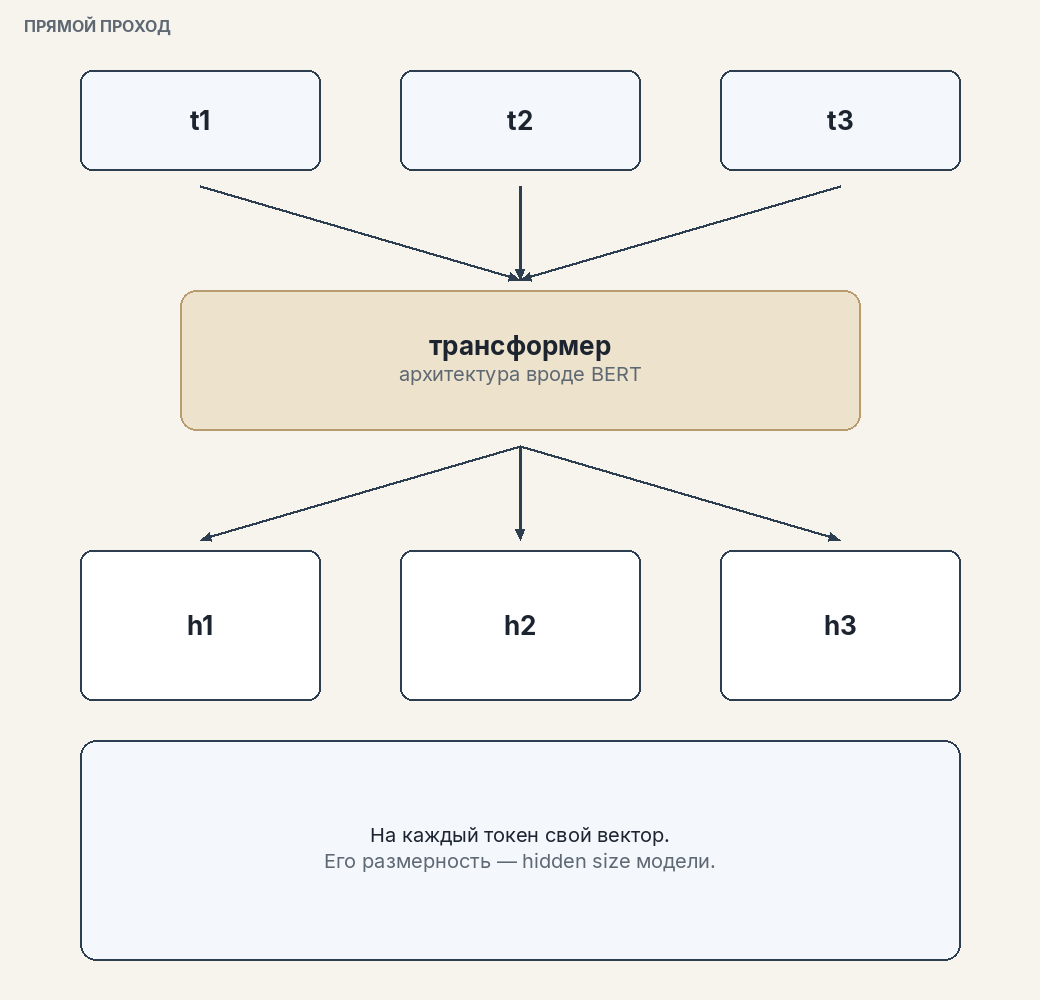 ПРЯМОЙ ПРОХОД
t1
t2
t3
трансформер
архитектура вроде BERT
h1
h2
h3
На каждый токен свой вектор.
Его размерность — hidden size модели.